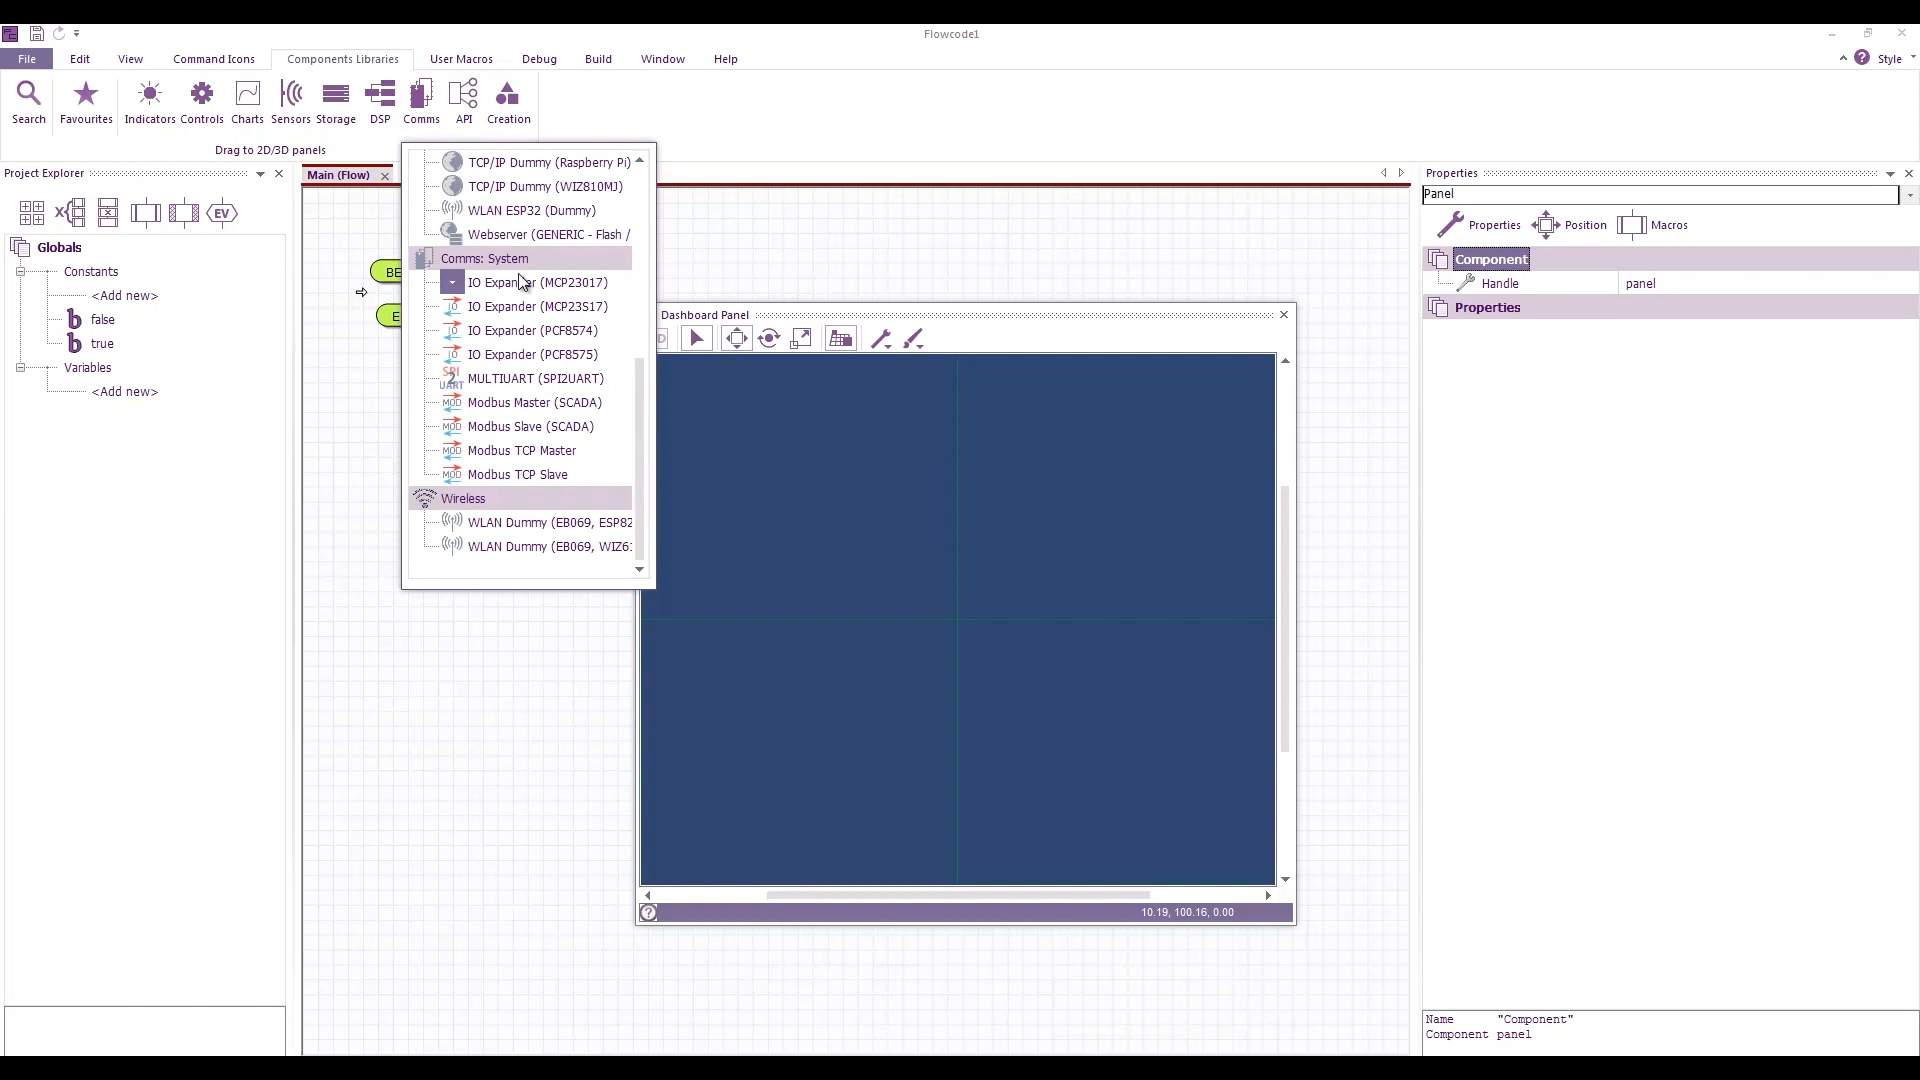 Flowcode1
File Edit View Command Icons Components Libraries User Macros Debug Build Window Help Style
Search Favourites Indicators Controls Charts Sensors Storage DSP Comms API Creation
Drag to 2D/3D panels
Project Explorer
EV
Globals
Constants
<Add new>
false
true
Variables
<Add new>
Main (Flow)
BE
E
TCP/IP Dummy (Raspberry Pi)
TCP/IP Dummy (WIZ810MJ)
WLAN ESP32 (Dummy)
Webserver (GENERIC - Flash /
Comms: System
IO Expander (MCP23017)
IO Expander (MCP23S17)
IO Expander (PCF8574)
IO Expander (PCF8575)
MULTIUART (SPI2UART)
Modbus Master (SCADA)
Modbus Slave (SCADA)
Modbus TCP Master
Modbus TCP Slave
Wireless
WLAN Dummy (EB069, ESP82
WLAN Dummy (EB069, WIZ6
Dashboard Panel
10.19, 100.16, 0.00
Properties
Panel
Properties Position Macros
Component
Handle panel
Properties
Name "Component"
Component panel